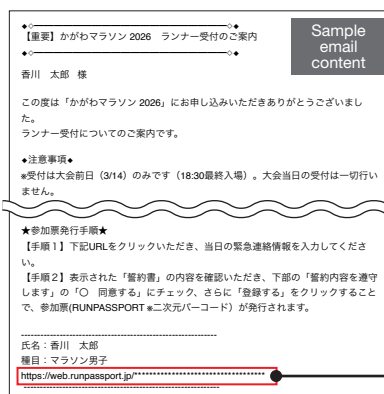 ◆◇━━━━━━━━━━━━━━━━━━━◇◆
【重要】かがわマラソン 2026　ランナー受付のご案内
◆◇━━━━━━━━━━━━━━━━━━━◇◆
Sample
email
content
香川　太郎　様
この度は「かがわマラソン 2026」にお申し込みいただきありがとうございまし
た。
ランナー受付についてのご案内です。
◆注意事項◆
※受付は大会前日（3/14）のみです（18:30最終入場）。大会当日の受付は一切行い
ません。
★参加票発行手順★
【手順１】下記URLをクリックいただき、当日の緊急連絡情報を入力してくださ
い。
【手順２】表示された「誓約書」の内容を確認いただき、下部の「誓約内容を遵守
します」の「〇　同意する」にチェック、さらに「登録する」をクリックすること
で、参加票(RUNPASSPORT ※二次元バーコード）が発行されます。
------------------------------------------------------
氏名：香川　太郎
種目：マラソン男子
https://web.runpassport.jp/***********************************
------------------------------------------------------